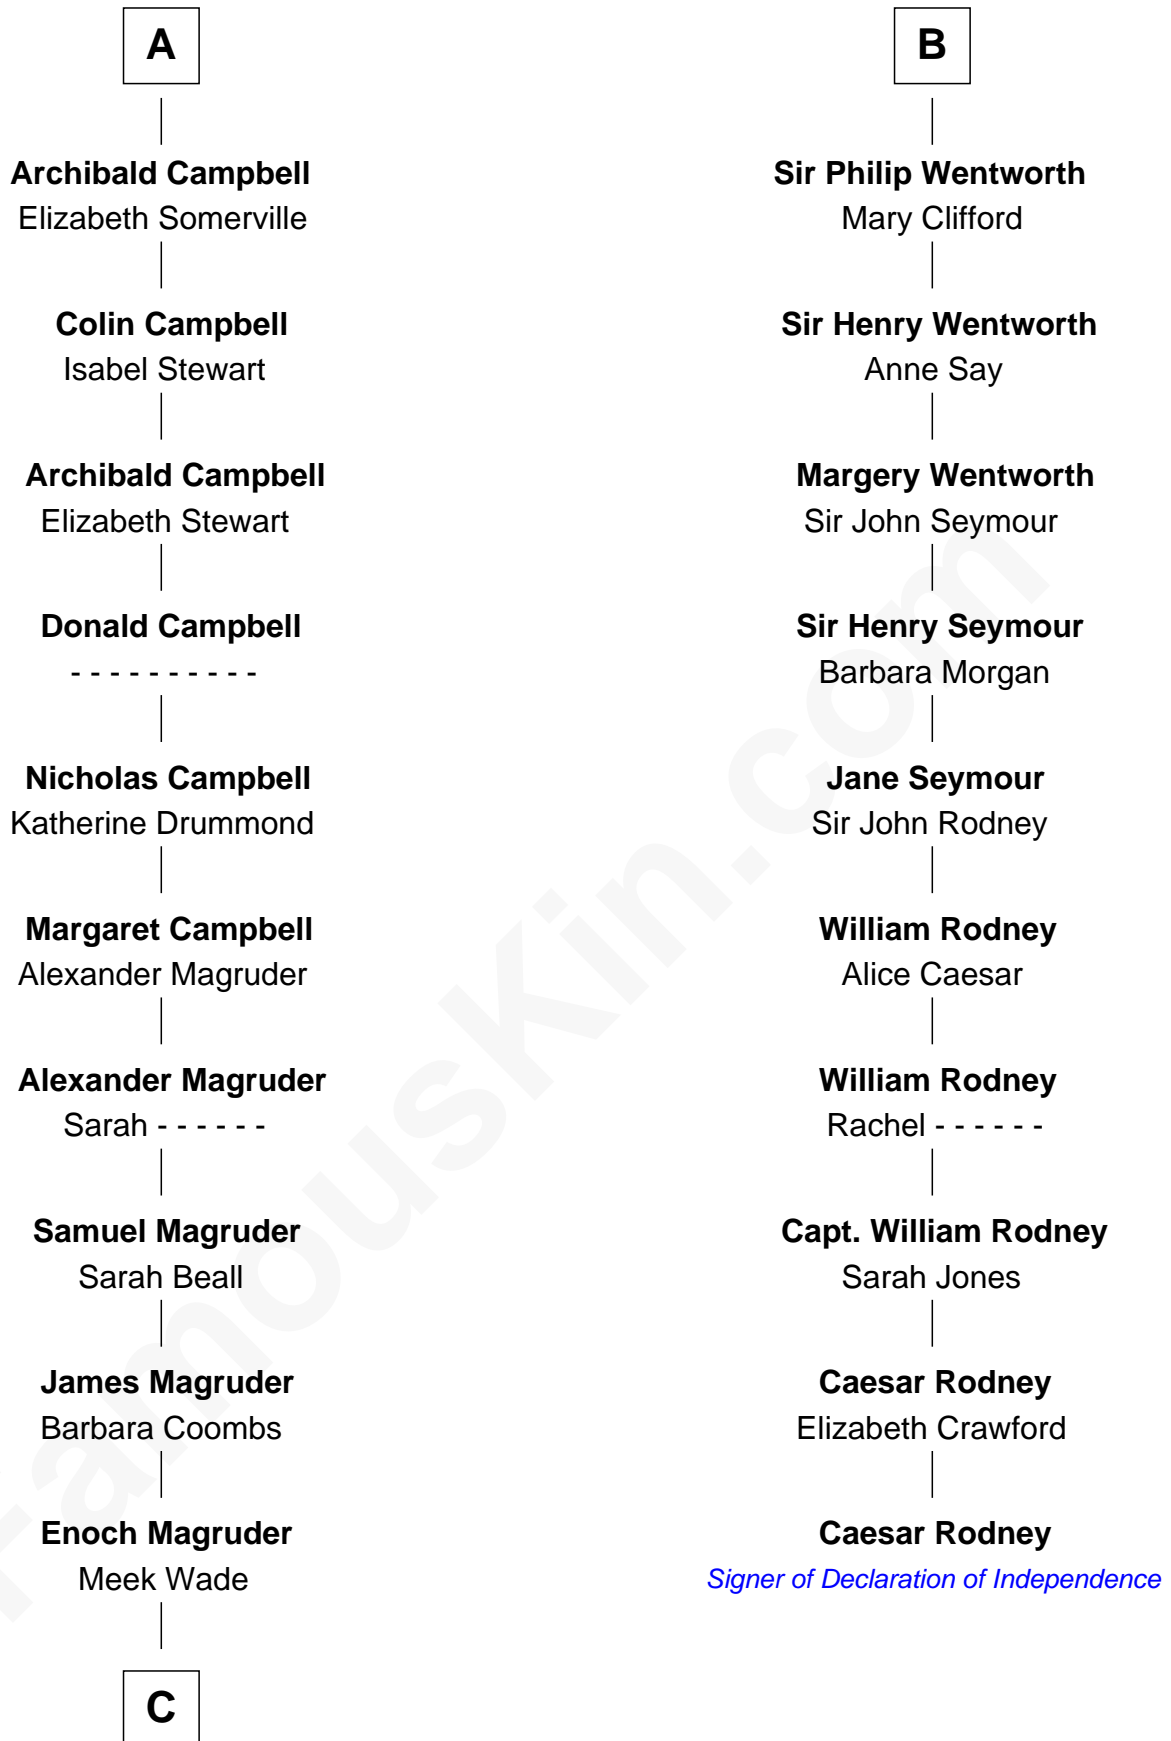 A
Archibald Campbell
Elizabeth Somerville
Colin Campbell
Isabel Stewart
Archibald Campbell
Elizabeth Stewart
Donald Campbell
- - - - - - - - - -
Nicholas Campbell
Katherine Drummond
Margaret Campbell
Alexander Magruder
Alexander Magruder
Sarah - - - - - -
Samuel Magruder
Sarah Beall
James Magruder
Barbara Coombs
Enoch Magruder
Meek Wade
C
B
Sir Philip Wentworth
Mary Clifford
Sir Henry Wentworth
Anne Say
Margery Wentworth
Sir John Seymour
Sir Henry Seymour
Barbara Morgan
Jane Seymour
Sir John Rodney
William Rodney
Alice Caesar
William Rodney
Rachel - - - - - -
Capt. William Rodney
Sarah Jones
Caesar Rodney
Elizabeth Crawford
Caesar Rodney
Signer of Declaration of Independence
FamousKin.com